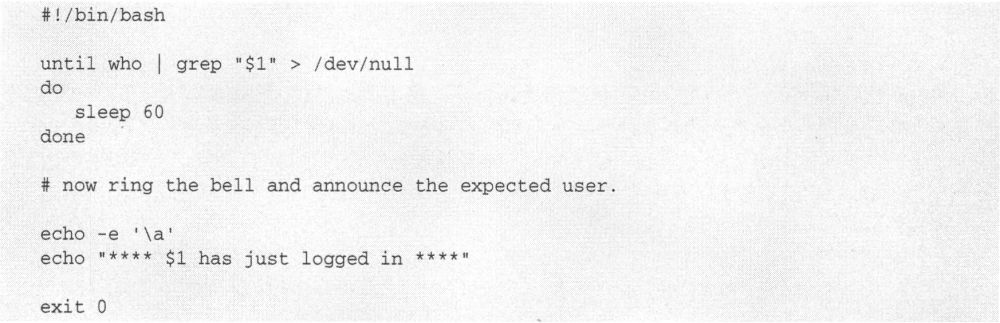 #!/bin/bash

until who | grep "$1" > /dev/null
do
   sleep 60
done

# now ring the bell and announce the expected user.

echo -e '\a'
echo "**** $1 has just logged in ****"

exit 0